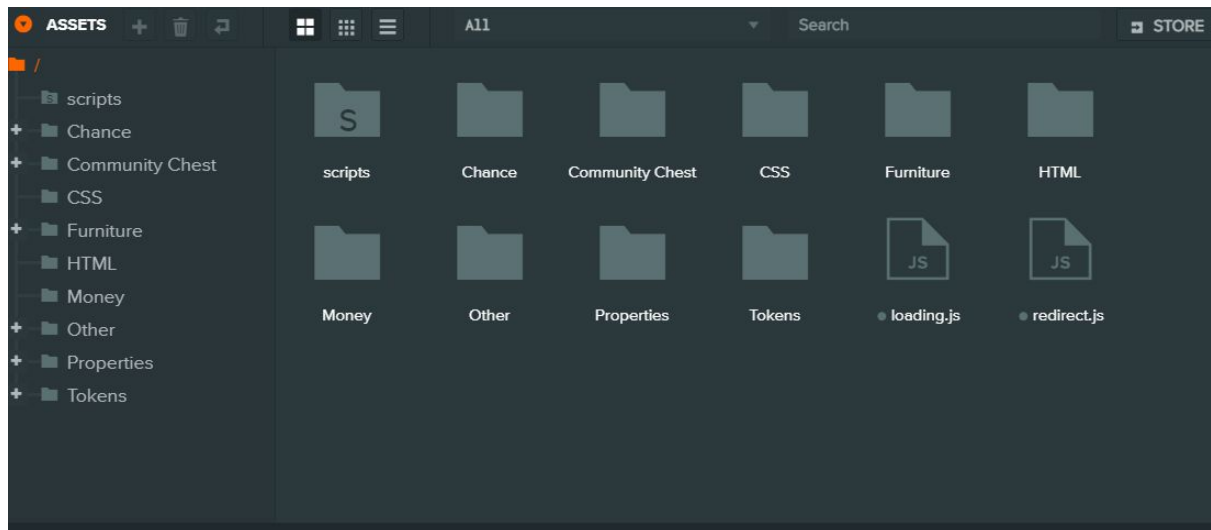 ASSETS All Search STORE
/
scripts
Chance
Community Chest
CSS
Furniture
HTML
Money
Other
Properties
Tokens
S
scripts Chance Community Chest CSS Furniture HTML
JS JS
Money Other Properties Tokens loading.js redirect.js